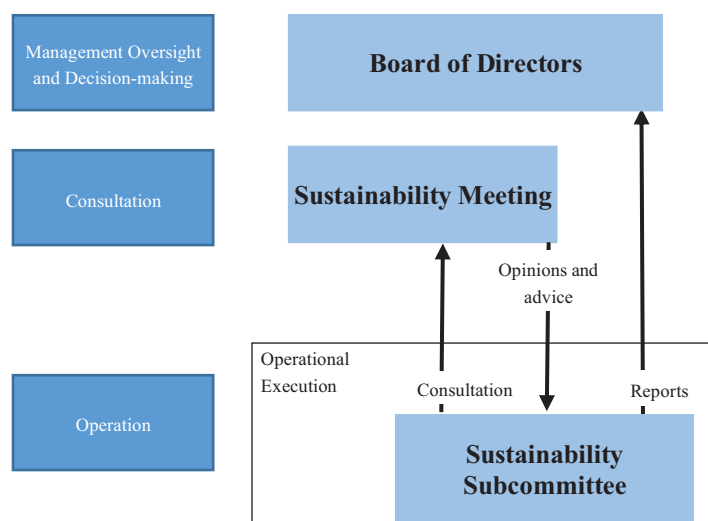 Management Oversight
and Decision-making
Board of Directors
Consultation
Sustainability Meeting
Opinions and
advice
Operational
Execution
Consultation
Reports
Operation
Sustainability
Subcommittee